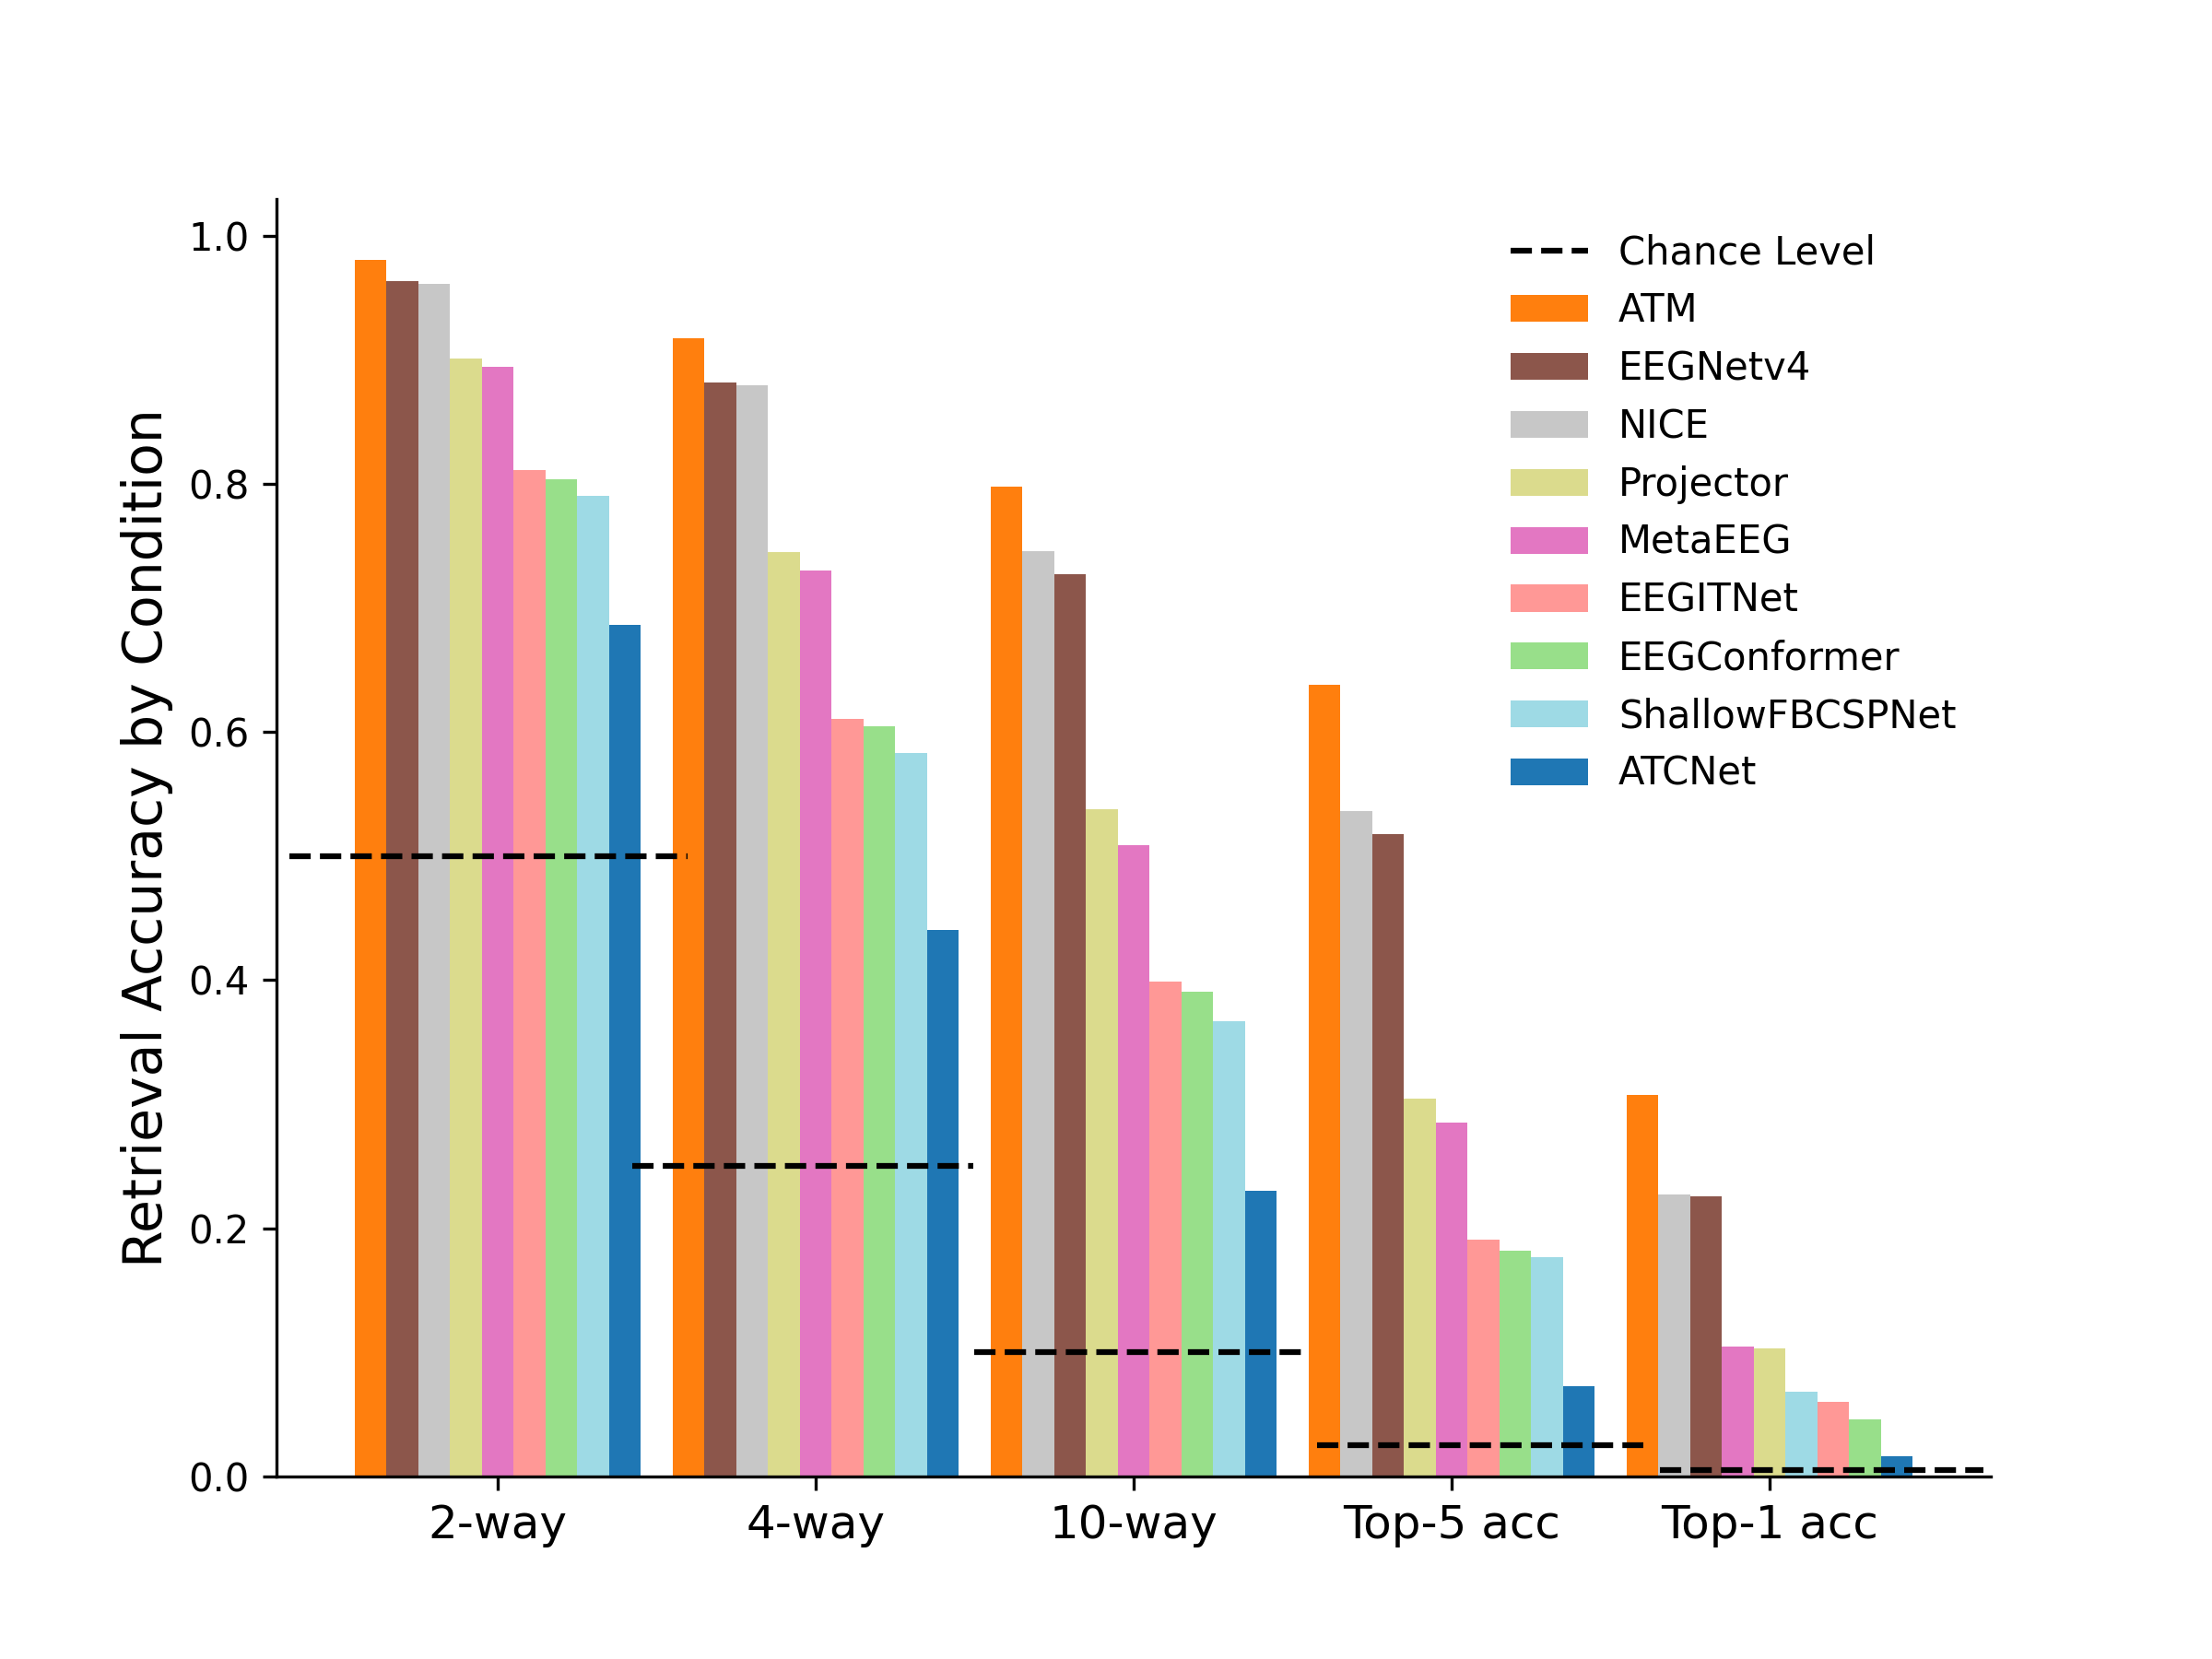 Retrieval Accuracy by Condition
1.0
0.8
0.6
0.4
0.2
0.0
2-way
4-way
10-way
Top-5 acc
Top-1 acc
Chance Level
ATM
EEGNetv4
NICE
Projector
MetaEEG
EEGITNet
EEGConformer
ShallowFBCSPNet
ATCNet